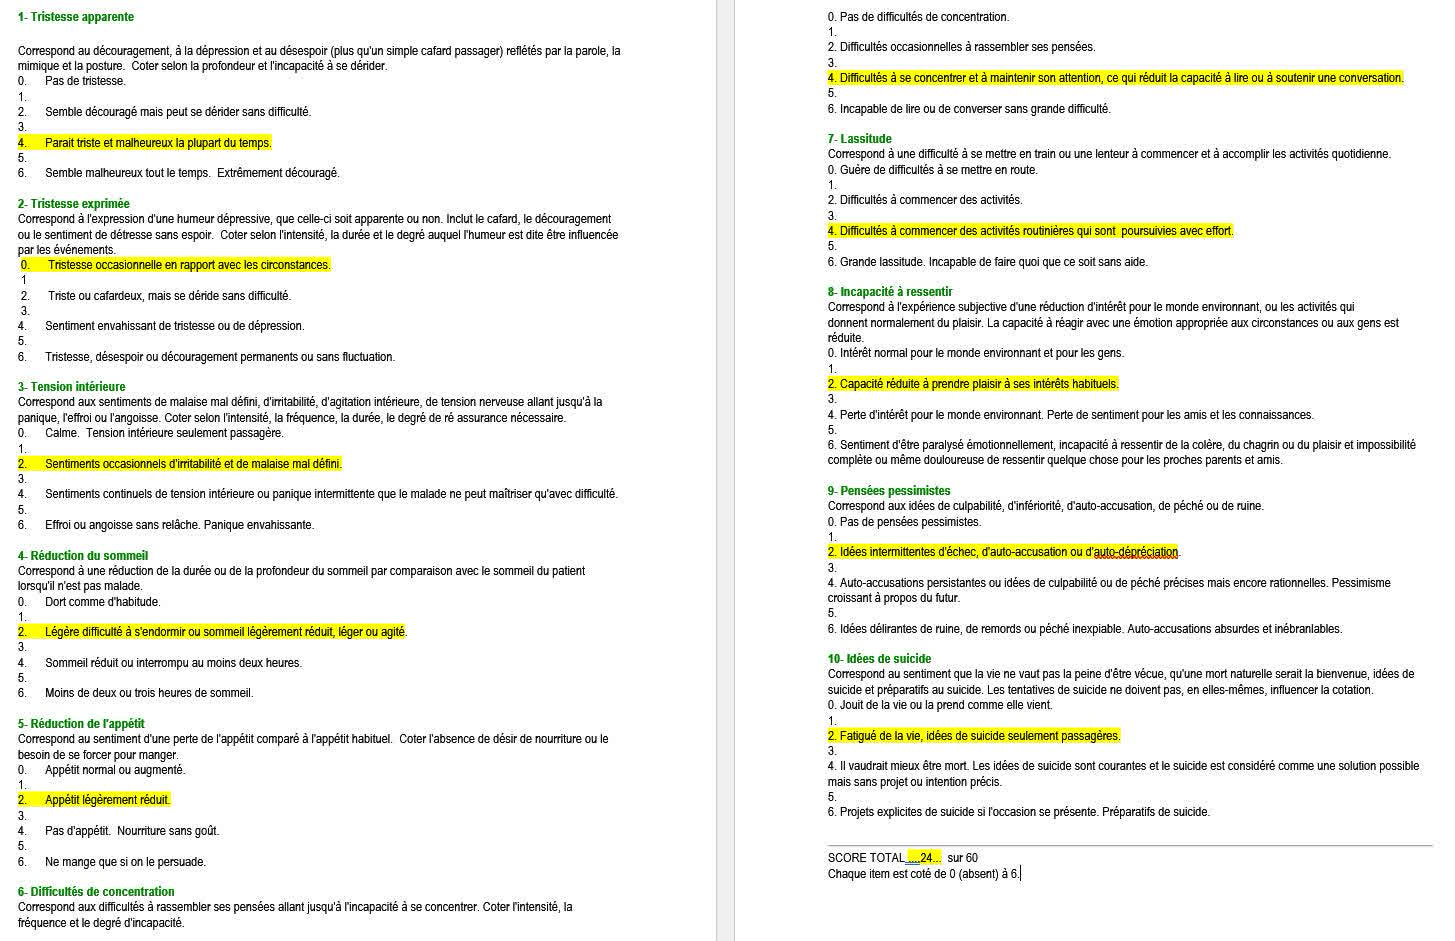 1- Tristesse apparente
Correspond au découragement, à la dépression et au désespoir (plus qu'un simple cafard passager) reflétés par la parole, la
mimique et la posture.  Coter selon la profondeur et l'incapacité à se dérider.
0. Pas de tristesse.
1.
2. Semble découragé mais peut se dérider sans difficulté.
3.
4. Parait triste et malheureux la plupart du temps.
5.
6. Semble malheureux tout le temps.  Extrêmement découragé.
2- Tristesse exprimée
Correspond à l'expression d'une humeur dépressive, que celle-ci soit apparente ou non. Inclut le cafard, le découragement
ou le sentiment de détresse sans espoir.  Coter selon l'intensité, la durée et le degré auquel l'humeur est dite être influencée
par les événements.
0. Tristesse occasionnelle en rapport avec les circonstances.
1
2. Triste ou cafardeux, mais se déride sans difficulté.
3.
4. Sentiment envahissant de tristesse ou de dépression.
5.
6. Tristesse, désespoir ou découragement permanents ou sans fluctuation.
3- Tension intérieure
Correspond aux sentiments de malaise mal défini, d'irritabilité, d'agitation intérieure, de tension nerveuse allant jusqu'à la
panique, l'effroi ou l'angoisse. Coter selon l'intensité, la fréquence, la durée, le degré de ré assurance nécessaire.
0. Calme.  Tension intérieure seulement passagère.
1.
2. Sentiments occasionnels d'irritabilité et de malaise mal défini.
3.
4. Sentiments continuels de tension intérieure ou panique intermittente que le malade ne peut maîtriser qu'avec difficulté.
5.
6. Effroi ou angoisse sans relâche. Panique envahissante.
4- Réduction du sommeil
Correspond à une réduction de la durée ou de la profondeur du sommeil par comparaison avec le sommeil du patient
lorsqu'il n'est pas malade.
0. Dort comme d'habitude.
1.
2. Légère difficulté à s'endormir ou sommeil légèrement réduit, léger ou agité.
3.
4. Sommeil réduit ou interrompu au moins deux heures.
5.
6. Moins de deux ou trois heures de sommeil.
5- Réduction de l'appétit
Correspond au sentiment d'une perte de l'appétit comparé à l'appétit habituel.  Coter l'absence de désir de nourriture ou le
besoin de se forcer pour manger.
0. Appétit normal ou augmenté.
1.
2. Appétit légèrement réduit.
3.
4. Pas d'appétit.  Nourriture sans goût.
5.
6. Ne mange que si on le persuade.
6- Difficultés de concentration
Correspond aux difficultés à rassembler ses pensées allant jusqu'à l'incapacité à se concentrer. Coter l'intensité, la
fréquence et le degré d'incapacité.
0. Pas de difficultés de concentration.
1.
2. Difficultés occasionnelles à rassembler ses pensées.
3.
4. Difficultés à se concentrer et à maintenir son attention, ce qui réduit la capacité à lire ou à soutenir une conversation.
5.
6. Incapable de lire ou de converser sans grande difficulté.
7- Lassitude
Correspond à une difficulté à se mettre en train ou une lenteur à commencer et à accomplir les activités quotidienne.
0. Guère de difficultés à se mettre en route.
1.
2. Difficultés à commencer des activités.
3.
4. Difficultés à commencer des activités routinières qui sont  poursuivies avec effort.
5.
6. Grande lassitude. Incapable de faire quoi que ce soit sans aide.
8- Incapacité à ressentir
Correspond à l'expérience subjective d'une réduction d'intérêt pour le monde environnant, ou les activités qui
donnent normalement du plaisir. La capacité à réagir avec une émotion appropriée aux circonstances ou aux gens est
réduite.
0. Intérêt normal pour le monde environnant et pour les gens.
1.
2. Capacité réduite à prendre plaisir à ses intérêts habituels.
3.
4. Perte d'intérêt pour le monde environnant. Perte de sentiment pour les amis et les connaissances.
5.
6. Sentiment d'être paralysé émotionnellement, incapacité à ressentir de la colère, du chagrin ou du plaisir et impossibilité
complète ou même douloureuse de ressentir quelque chose pour les proches parents et amis.
9- Pensées pessimistes
Correspond aux idées de culpabilité, d'infériorité, d'auto-accusation, de péché ou de ruine.
0. Pas de pensées pessimistes.
1.
2. Idées intermittentes d'échec, d'auto-accusation ou d'auto-dépréciation.
3.
4. Auto-accusations persistantes ou idées de culpabilité ou de péché précises mais encore rationnelles. Pessimisme
croissant à propos du futur.
5.
6. Idées délirantes de ruine, de remords ou péché inexpiable. Auto-accusations absurdes et inébranlables.
10- Idées de suicide
Correspond au sentiment que la vie ne vaut pas la peine d'être vécue, qu'une mort naturelle serait la bienvenue, idées de
suicide et préparatifs au suicide. Les tentatives de suicide ne doivent pas, en elles-mêmes, influencer la cotation.
0. Jouit de la vie ou la prend comme elle vient.
1.
2. Fatigué de la vie, idées de suicide seulement passagères.
3.
4. Il vaudrait mieux être mort. Les idées de suicide sont courantes et le suicide est considéré comme une solution possible
mais sans projet ou intention précis.
5.
6. Projets explicites de suicide si l'occasion se présente. Préparatifs de suicide.
SCORE TOTAL....24...  sur 60
Chaque item est coté de 0 (absent) à 6.